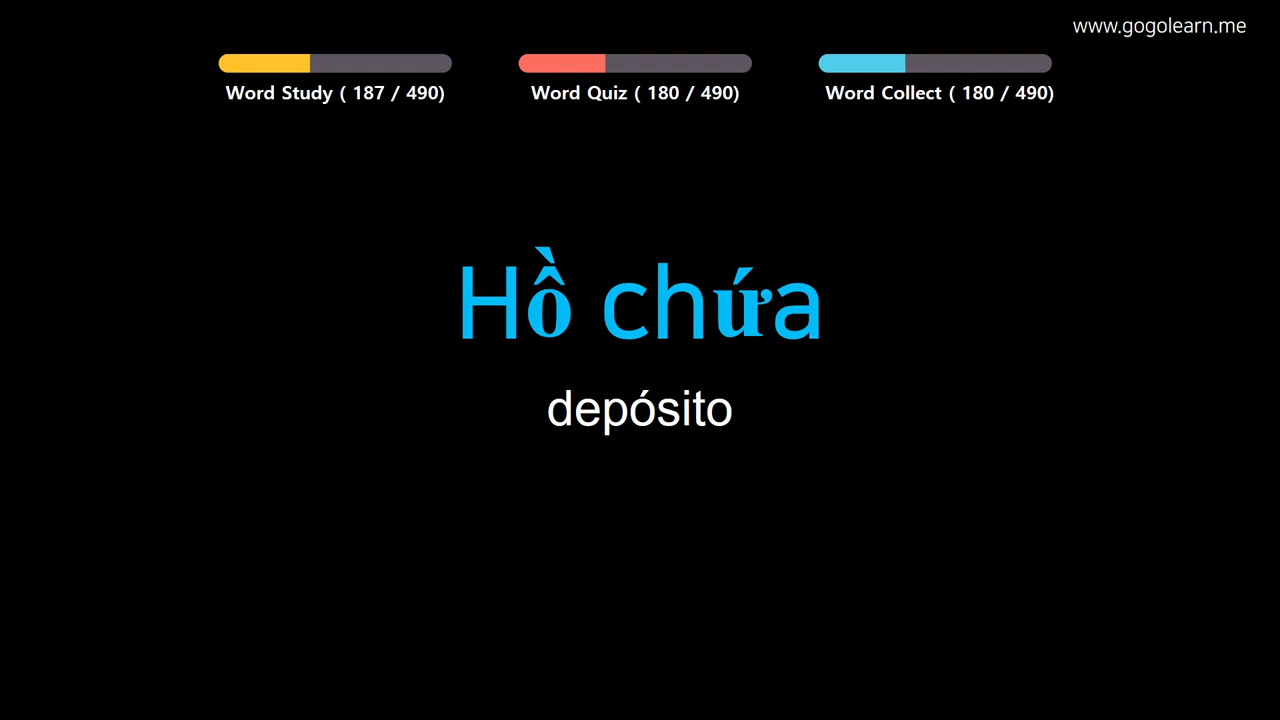 www.gogolearn.me
Word Study ( 187 / 490)
Word Quiz ( 180 / 490)
Word Collect ( 180 / 490)
Hồ chứa
depósito